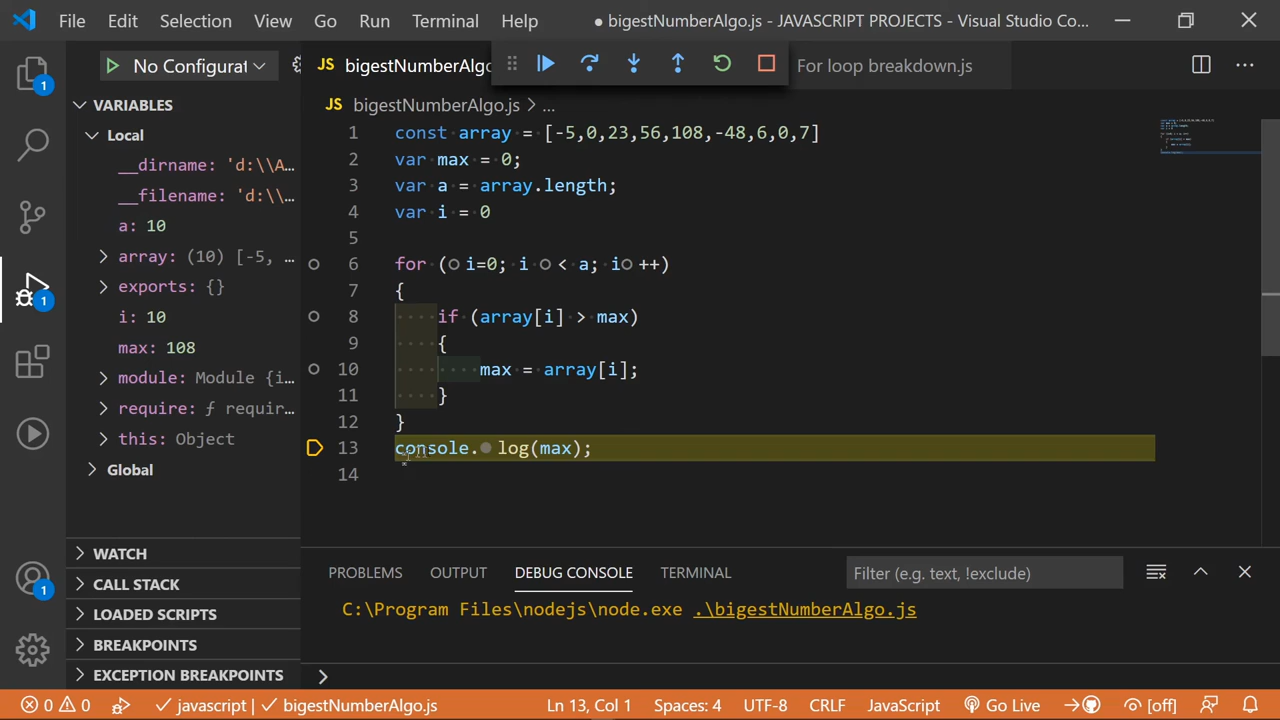 File Edit Selection View Go Run Terminal Help ● bigestNumberAlgo.js - JAVASCRIPT PROJECTS - Visual Studio Co...
No Configurat
JS bigestNumberAlgo
For loop breakdown.js
JS bigestNumberAlgo.js > ...
VARIABLES
Local
__dirname: 'd:\\A...
__filename: 'd:\\...
a: 10
array: (10) [-5, ...
exports: {}
i: 10
max: 108
module: Module {i...
require: ƒ requir...
this: Object
Global
WATCH
CALL STACK
LOADED SCRIPTS
BREAKPOINTS
EXCEPTION BREAKPOINTS
1 const array = [-5,0,23,56,108,-48,6,0,7]
2 var max = 0;
3 var a = array.length;
4 var i = 0
5
6 for (i=0; i < a; i++)
7 {
8 if (array[i] > max)
9 {
10 max = array[i];
11 }
12 }
13 console.log(max);
14
PROBLEMS OUTPUT DEBUG CONSOLE TERMINAL Filter (e.g. text, !exclude)
C:\Program Files\nodejs\node.exe .\bigestNumberAlgo.js
>
1
1
1
0 0 javascript bigestNumberAlgo.js Ln 13, Col 1 Spaces: 4 UTF-8 CRLF JavaScript Go Live [off]